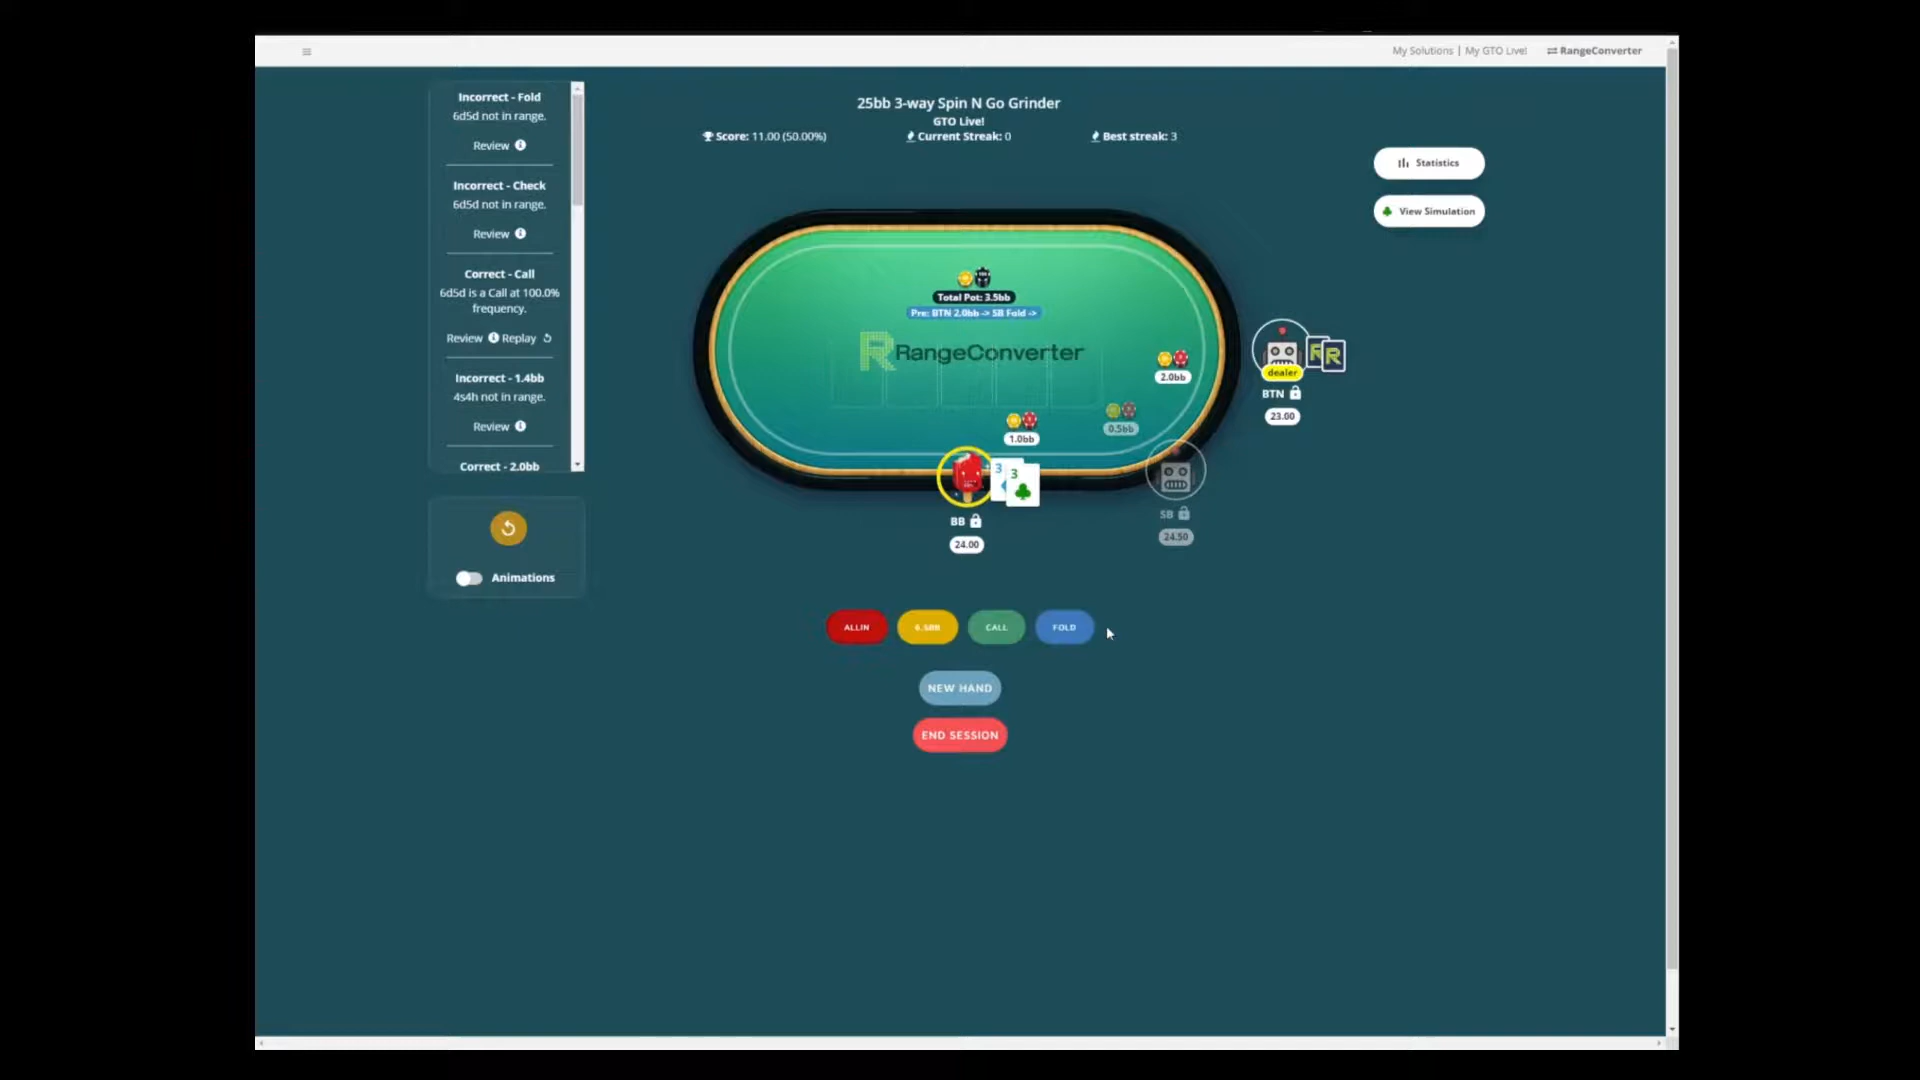 My Solutions | My GTO Live!
RangeConverter
Incorrect - Fold
6d5d not in range.
Review
Incorrect - Check
6d5d not in range.
Review
Correct - Call
6d5d is a Call at 100.0%
frequency.
Review Replay
Incorrect - 1.4bb
4s4h not in range.
Review
Correct - 2.0bb
Animations
25bb 3-way Spin N Go Grinder
GTO Live!
Score: 11.00 (50.00%)
Current Streak: 0
Best streak: 3
Statistics
View Simulation
Total Pot: 3.5bb
Pre: BTN 2.0bb -> SB Fold ->
RangeConverter
2.0bb
0.5bb
1.0bb
dealer
R
BTN
23.00
3
3
BB
24.00
SB
24.50
ALLIN
6.5BB
CALL
FOLD
NEW HAND
END SESSION